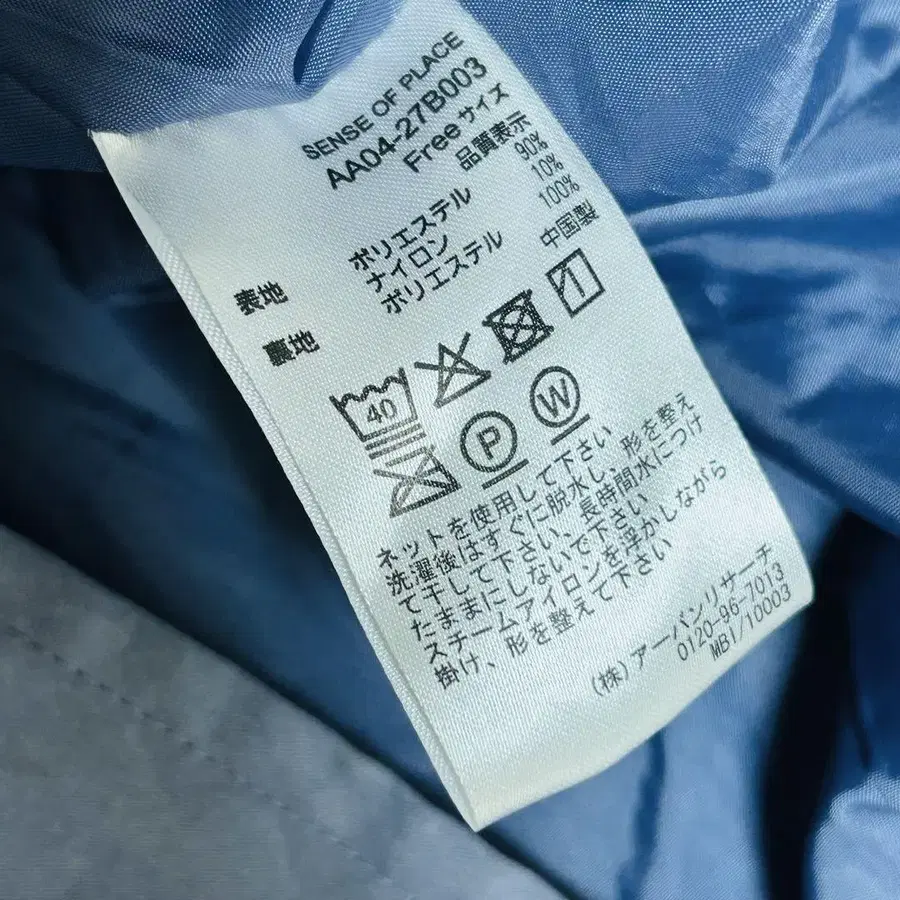 SENSE OF PLACE
AA04-27B003
Free サイズ
品質表示
表地 ポリエステル 90%
ナイロン 10%
裏地 ポリエステル 100%
中国製
40
P W
ネットを使用して下さい
洗濯後はすぐに脱水し、形を整え
て干して下さい、長時間水につけ
たままにしないで下さい
スチームアイロンを浮かしながら
掛け、形を整えて下さい
(株) アーバンリサーチ
0120-96-7013
MBI/10003